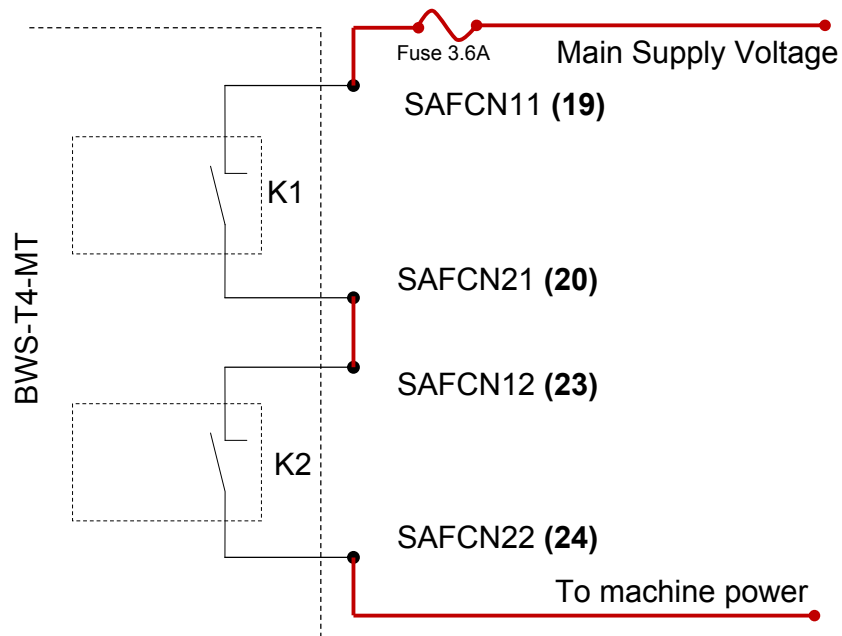 Fuse 3.6A
Main Supply Voltage
SAFCN11 (19)
K1
SAFCN21 (20)
BWS-T4-MT
SAFCN12 (23)
K2
SAFCN22 (24)
To machine power